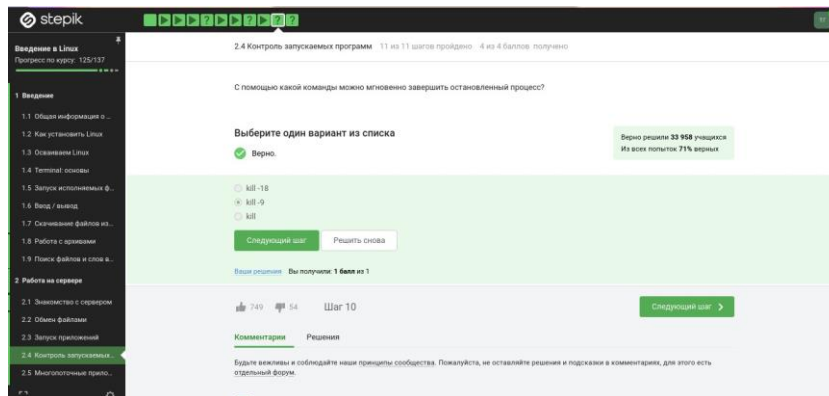 stepik
Введение в Linux
Прогресс по курсу: 125/137
1 Введение
1.1 Общая информация о ...
1.2 Как установить Linux
1.3 Осваиваем Linux
1.4 Terminal: основы
1.5 Запуск исполняемых ф...
1.6 Ввод / вывод
1.7 Скачивание файлов из...
1.8 Работа с архивами
1.9 Поиск файлов и слов в...
2 Работа на сервере
2.1 Знакомство с сервером
2.2 Обмен файлами
2.3 Запуск приложений
2.4 Контроль запускаемых...
2.5 Многопоточные прило...
2.4 Контроль запускаемых программ 11 из 11 шагов пройдено 4 из 4 баллов получено
С помощью какой команды можно мгновенно завершить остановленный процесс?
Выберите один вариант из списка
Верно.
Верно решили 33 958 учащихся
Из всех попыток 71% верных
kill -18
kill -9
kill
Следующий шаг Решить снова
Ваши решения Вы получили: 1 балл из 1
749 54 Шаг 10 Следующий шаг
Комментарии Решения
Будьте вежливы и соблюдайте наши принципы сообщества. Пожалуйста, не оставляйте решения и подсказки в комментариях, для этого есть
отдельный форум.